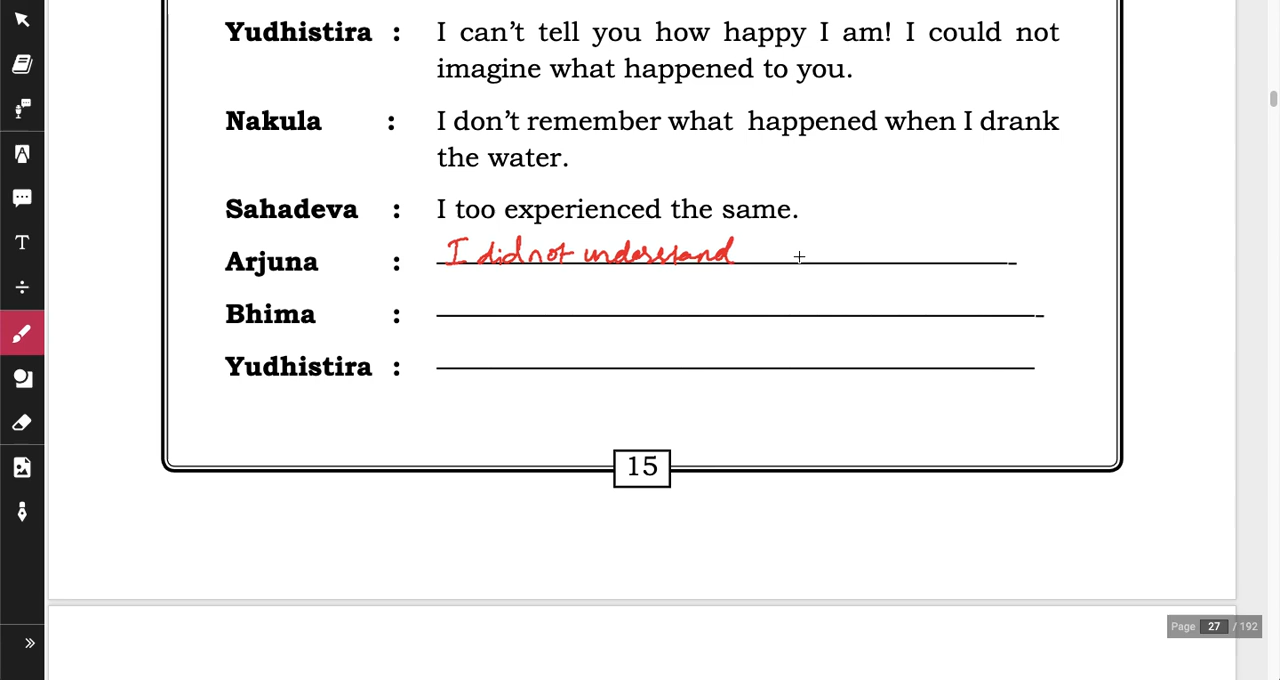 Yudhistira : I can't tell you how happy I am! I could not
imagine what happened to you.
Nakula : I don't remember what happened when I drank
the water.
Sahadeva : I too experienced the same.
Arjuna : I did not understand
Bhima :
Yudhistira :
15
Page 27 / 192